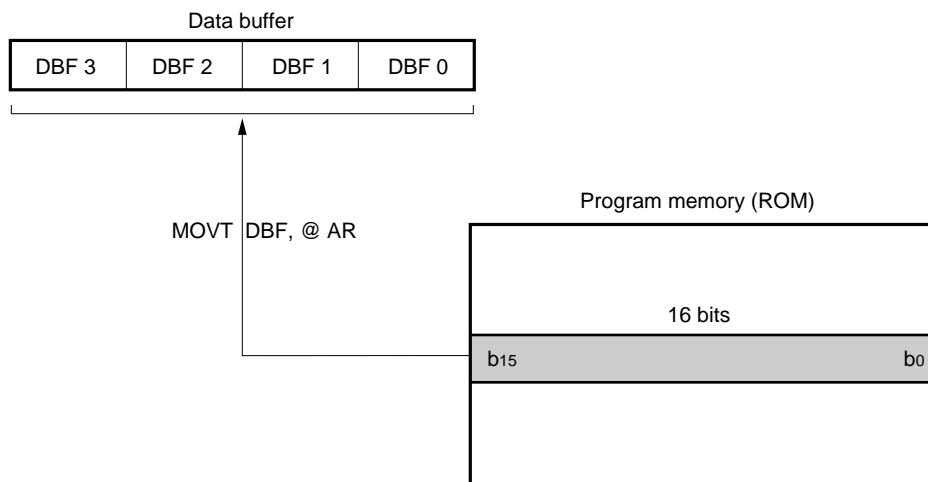 Data buffer
DBF 3 DBF 2 DBF 1 DBF 0
MOVT DBF, @ AR
Program memory (ROM)
16 bits
b15 b0